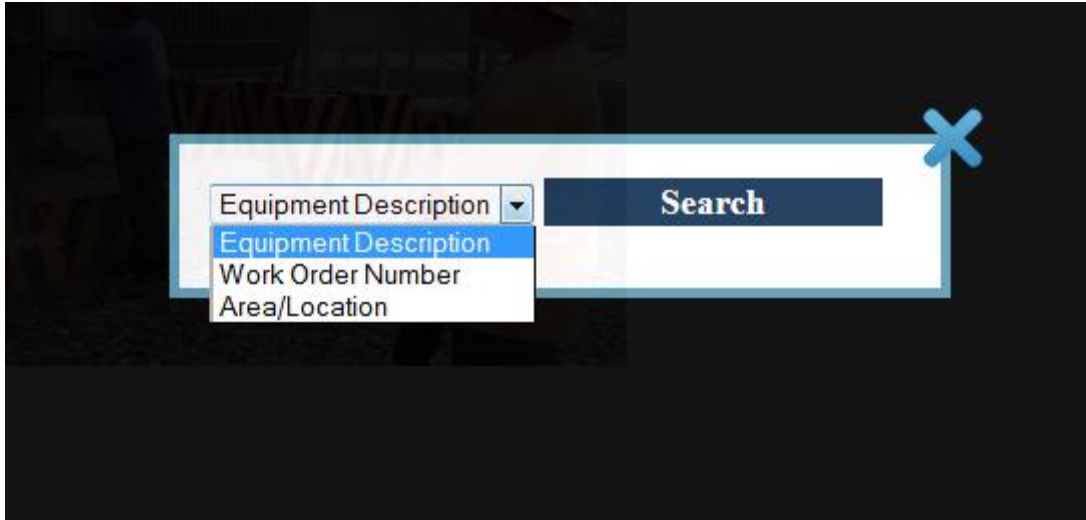 Equipment Description Search
Equipment Description
Work Order Number
Area/Location